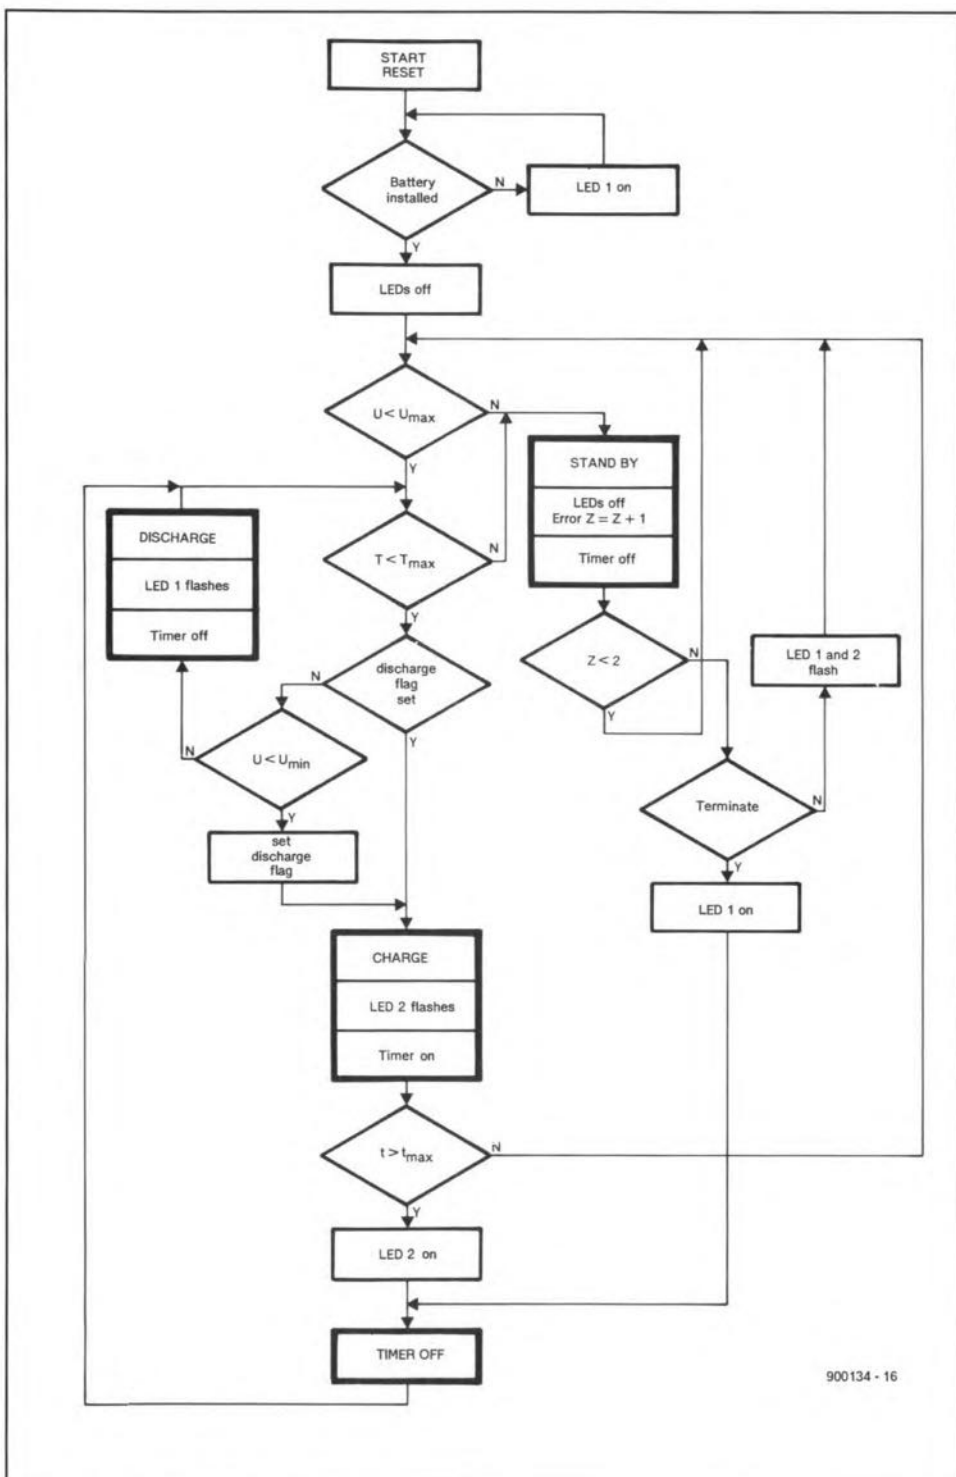 START
RESET
Battery
installed
N
LED 1 on
Y
LEDs off
U < Umax
N
Y
STAND BY
LEDs off
Error Z = Z + 1
Timer off
DISCHARGE
LED 1 flashes
Timer off
T < Tmax
N
Y
discharge
flag
set
N
Y
Z < 2
N
Y
LED 1 and 2
flash
U < Umin
N
Y
Terminate
N
Y
set
discharge
flag
LED 1 on
CHARGE
LED 2 flashes
Timer on
t > tmax
N
Y
LED 2 on
TIMER OFF
900134 - 16